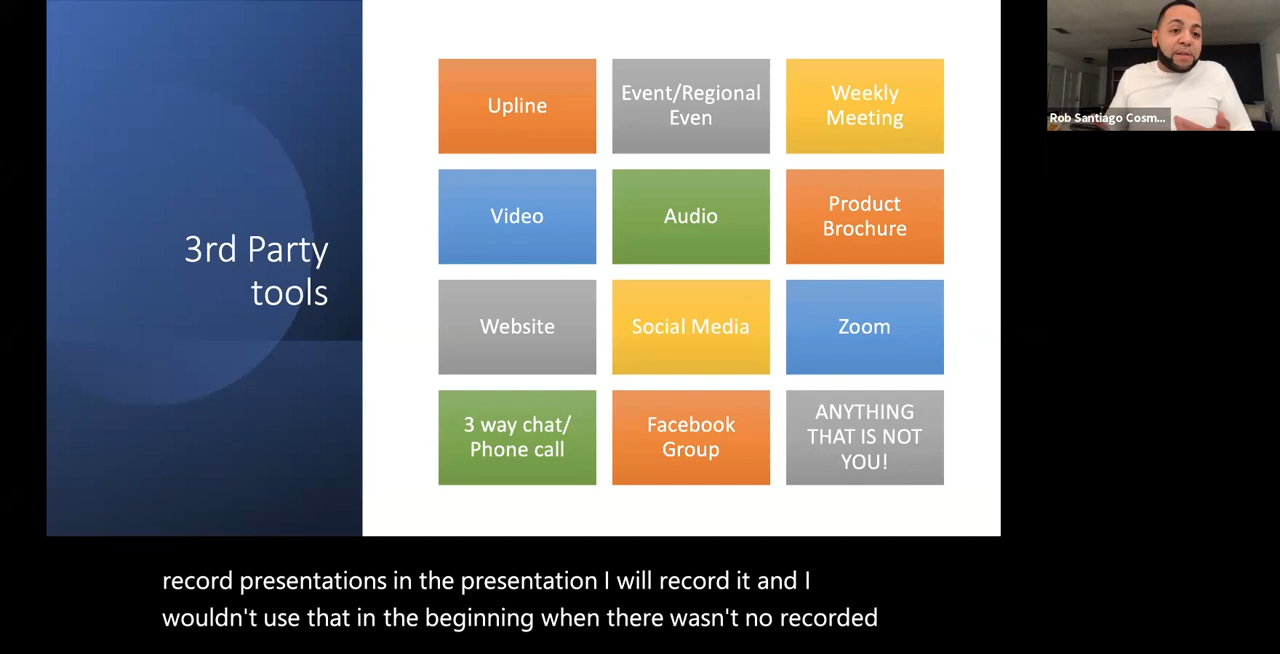 3rd Party
tools
Upline
Event/Regional
Even
Weekly
Meeting
Video
Audio
Product
Brochure
Website
Social Media
Zoom
3 way chat/
Phone call
Facebook
Group
ANYTHING
THAT IS NOT
YOU!
Rob Santiago Cosm...
record presentations in the presentation I will record it and I
wouldn't use that in the beginning when there wasn't no recorded